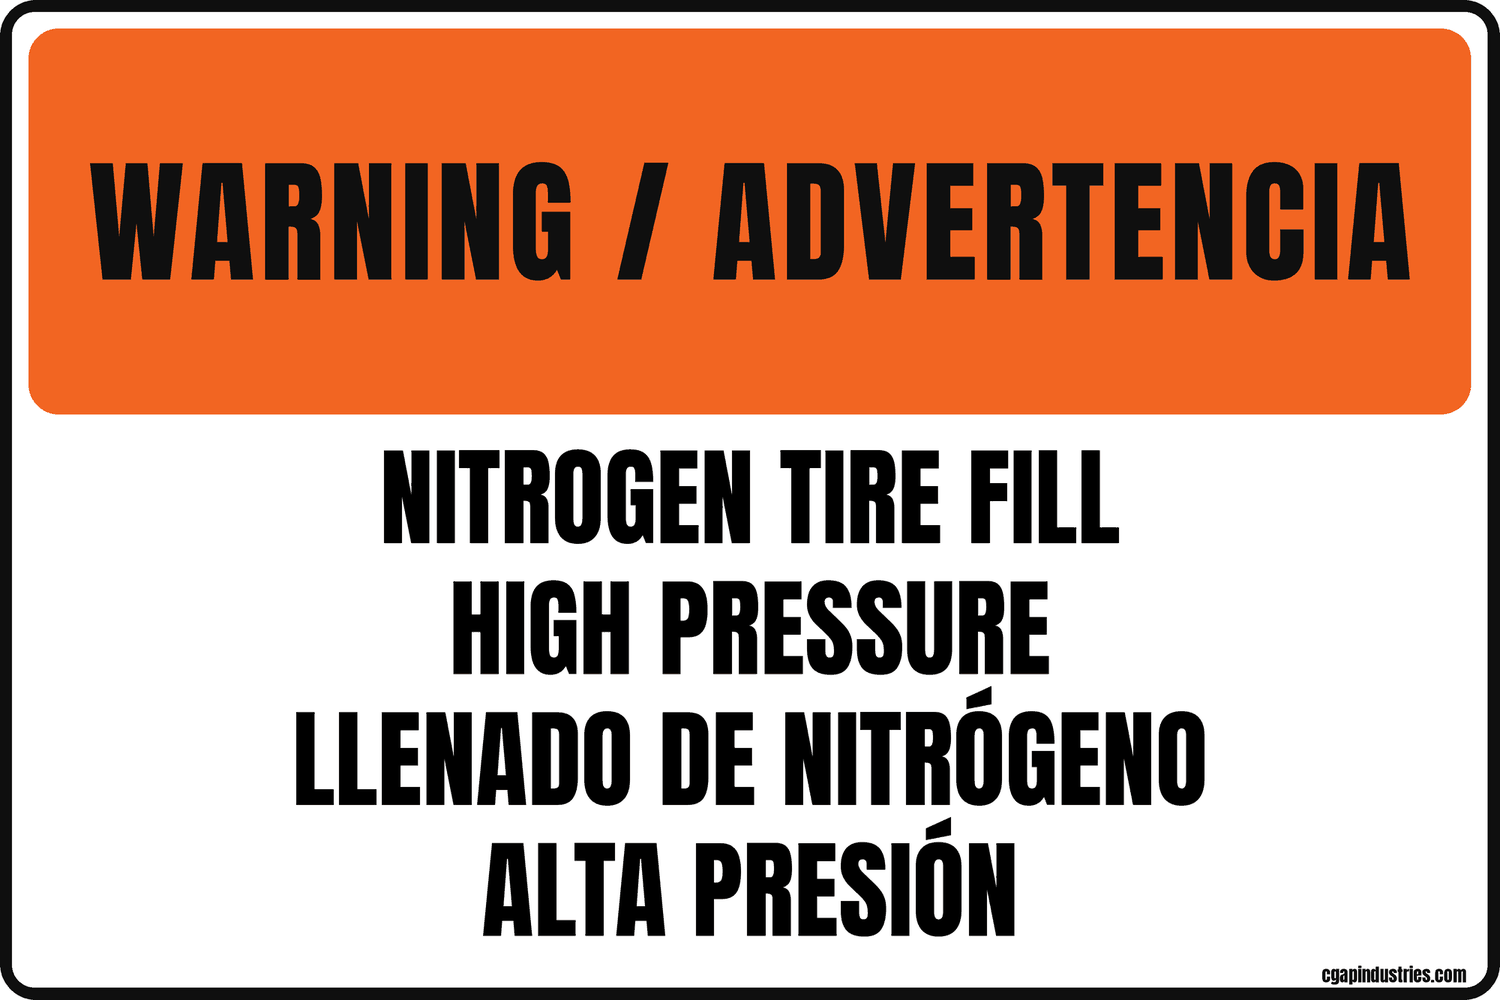 WARNING / ADVERTENCIA
NITROGEN TIRE FILL
HIGH PRESSURE
LLENADO DE NITRÓGENO
ALTA PRESIÓN
cgapindustries.com